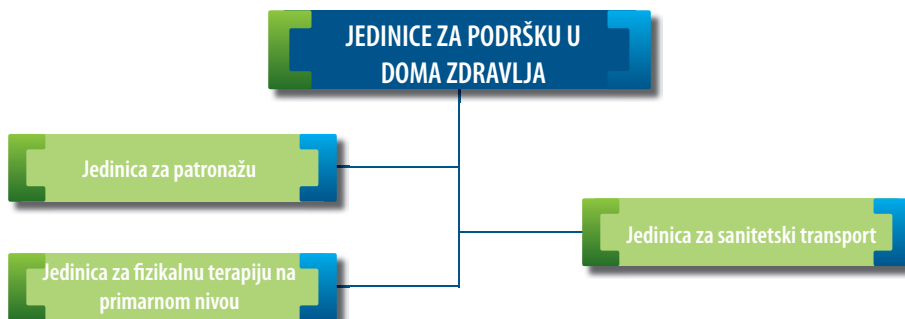 JEDINICE ZA PODRŠKU U
DOMA ZDRAVLJA
Jedinica za patronažu
Jedinica za sanitetski transport
Jedinica za fizikalnu terapiju na
primarnom nivou